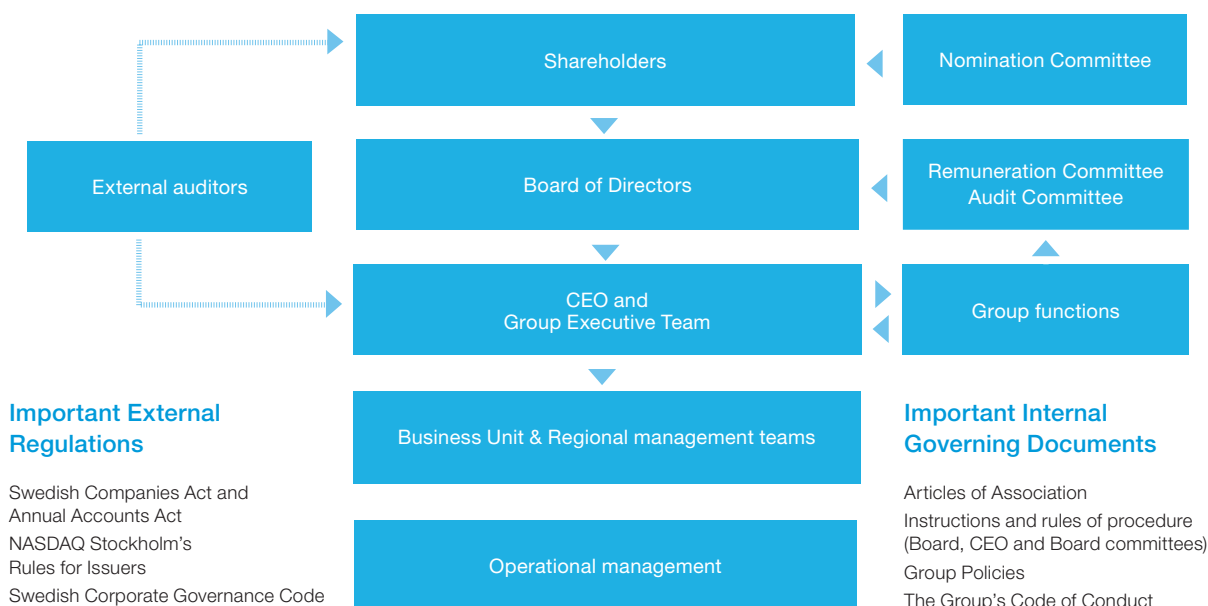 Shareholders
Nomination Committee
External auditors
Board of Directors
Remuneration Committee
Audit Committee
CEO and
Group Executive Team
Group functions
Business Unit & Regional management teams
Operational management
Important External
Regulations
Swedish Companies Act and
Annual Accounts Act
NASDAQ Stockholm's
Rules for Issuers
Swedish Corporate Governance Code
Important Internal
Governing Documents
Articles of Association
Instructions and rules of procedure
(Board, CEO and Board committees)
Group Policies
The Group's Code of Conduct